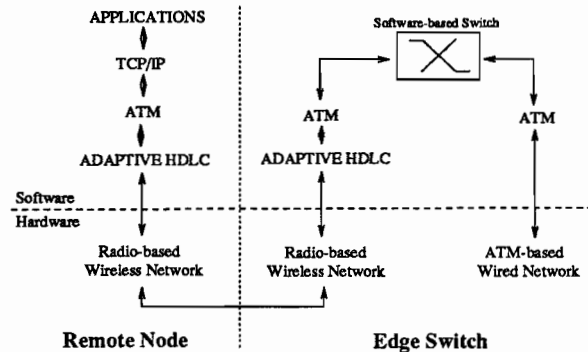 APPLICATIONS
TCP/IP
ATM
ADAPTIVE HDLC
Software
Hardware
Radio-based
Wireless Network
Remote Node
Software-based Switch
ATM
ADAPTIVE HDLC
ATM
Radio-based
Wireless Network
ATM-based
Wired Network
Edge Switch